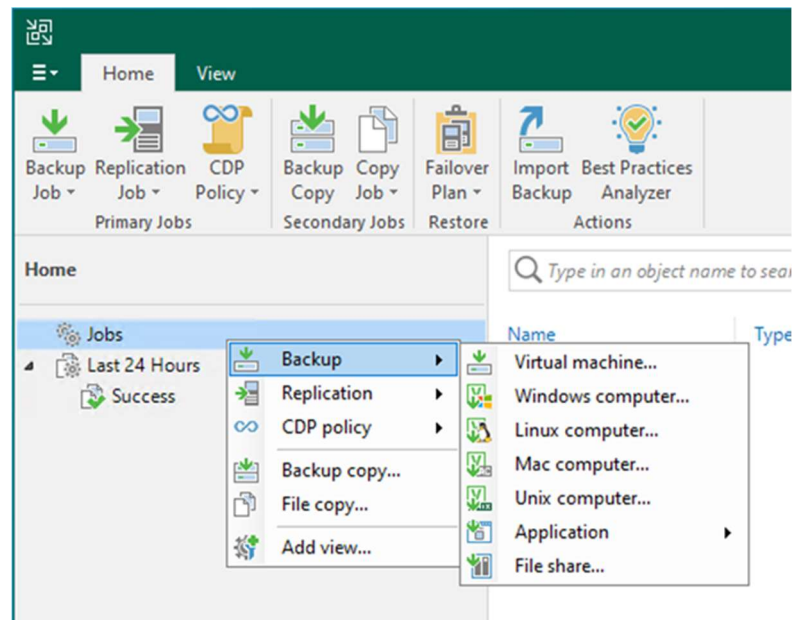 Home View
Backup Replication CDP Backup Copy Failover Import Best Practices
Job Job Policy Copy Job Plan Backup Analyzer
Primary Jobs Secondary Jobs Restore Actions
Home
Type in an object name to sear
Jobs
Name Type
Last 24 Hours
Success
Backup
Replication
CDP policy
Backup copy...
File copy...
Add view...
Virtual machine...
Windows computer...
Linux computer...
Mac computer...
Unix computer...
Application
File share...